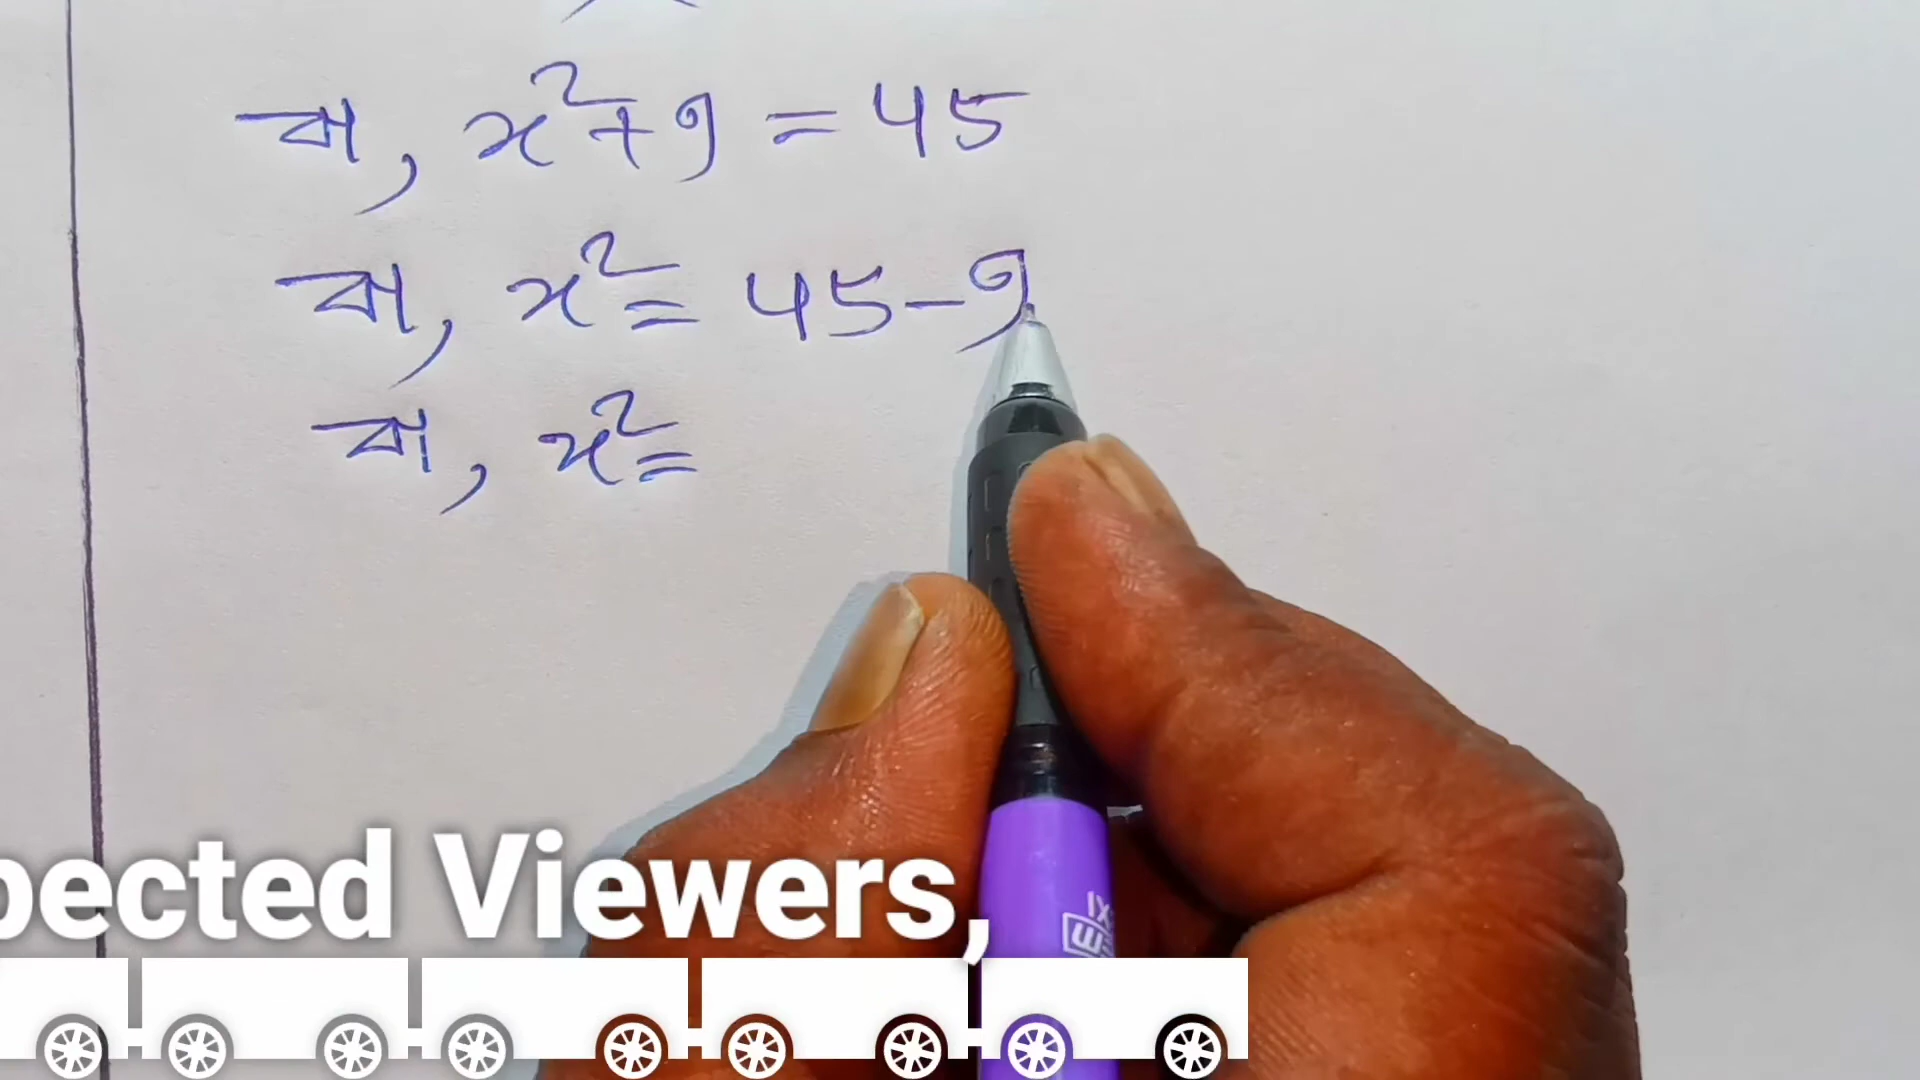 বা, x²+9 = 45
বা, x² = 45-9
বা, x² =
pected Viewers,